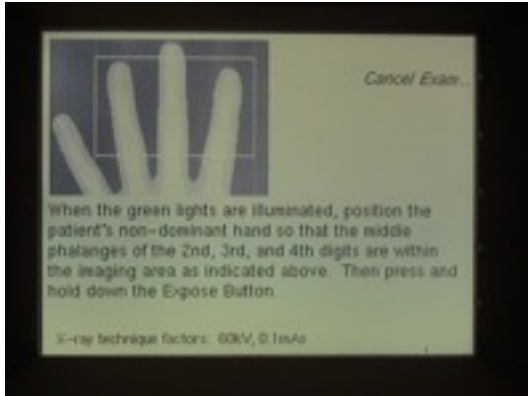 Cancel Exam...
When the green lights are illuminated, position the
patient's non-dominant hand so that the middle
phalanges of the 2nd, 3rd, and 4th digits are within
the imaging area as indicated above. Then press and
hold down the Expose Button.
X-ray technique factors: 60kV, 0.1mAs